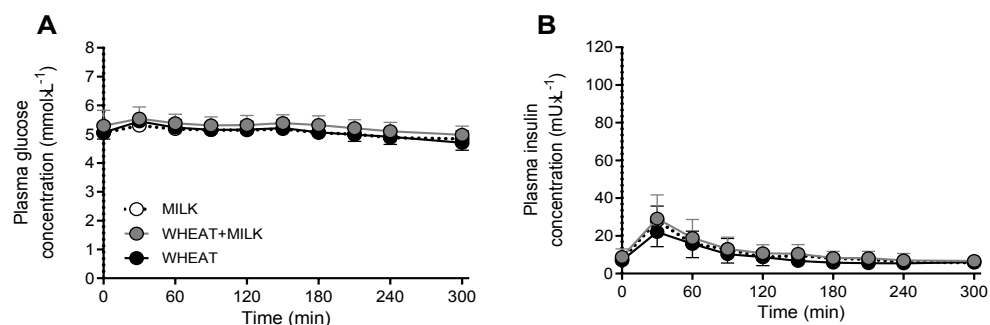 A
Plasma glucose
concentration (mmol×L-1)
8
7
6
5
4
3
2
1
0
MILK
WHEAT+MILK
WHEAT
0 60 120 180 240 300
Time (min)
B
Plasma insulin
concentration (mU×L-1)
120
100
80
60
40
20
0
0 60 120 180 240 300
Time (min)